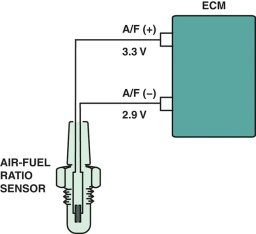 ECM
A/F (+)
3.3 V
A/F (–)
2.9 V
AIR-FUEL
RATIO
SENSOR